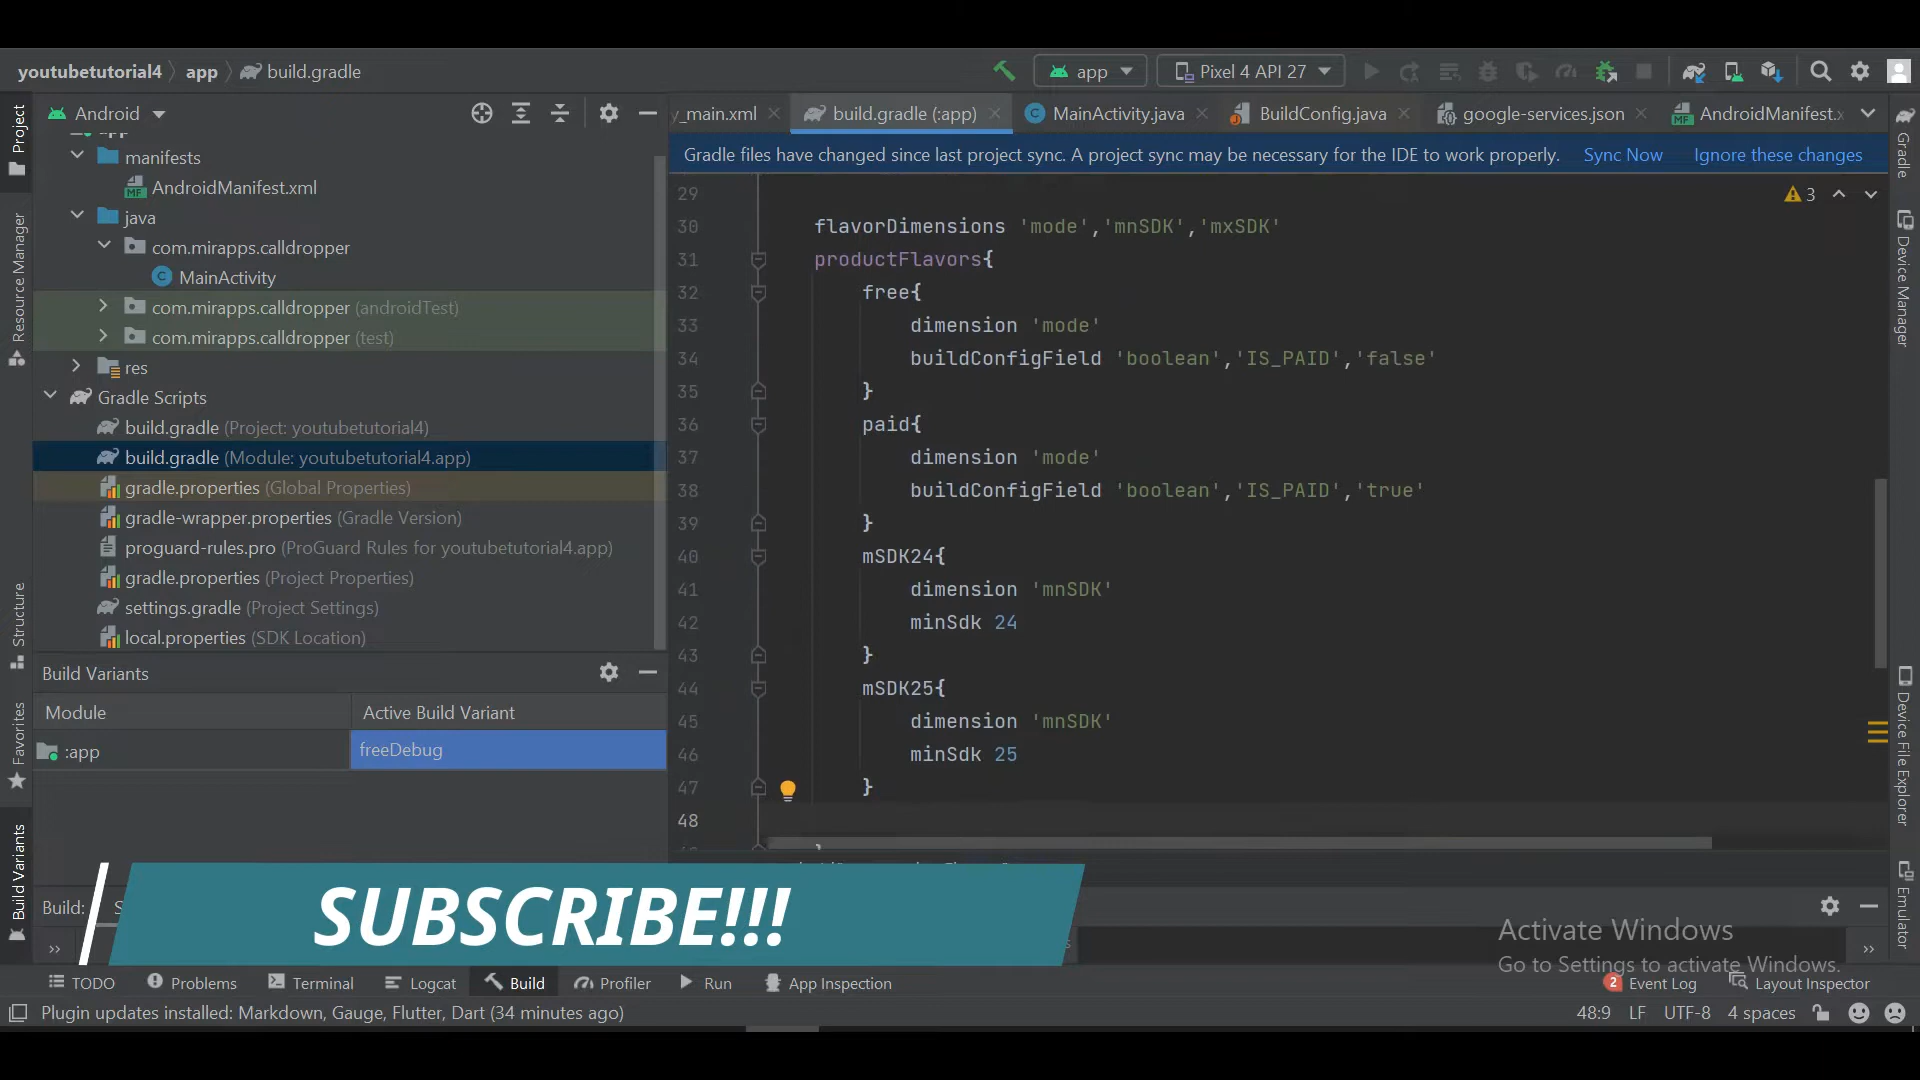 youtubetutorial4 〉 app 〉 build.gradle
app
Pixel 4 API 27
Android
y_main.xml
build.gradle (:app)
MainActivity.java
BuildConfig.java
google-services.json
AndroidManifest.x
Gradle files have changed since last project sync. A project sync may be necessary for the IDE to work properly.
Sync Now
Ignore these changes
Project
Resource Manager
Structure
Favorites
Build Variants
manifests
AndroidManifest.xml
java
com.mirapps.calldropper
MainActivity
com.mirapps.calldropper (androidTest)
com.mirapps.calldropper (test)
res
Gradle Scripts
build.gradle (Project: youtubetutorial4)
build.gradle (Module: youtubetutorial4.app)
gradle.properties (Global Properties)
gradle-wrapper.properties (Gradle Version)
proguard-rules.pro (ProGuard Rules for youtubetutorial4.app)
gradle.properties (Project Properties)
settings.gradle (Project Settings)
local.properties (SDK Location)
Build Variants
Module
Active Build Variant
:app
freeDebug
3
29
30 flavorDimensions 'mode','mnSDK','mxSDK'
31 productFlavors{
32 free{
33 dimension 'mode'
34 buildConfigField 'boolean','IS_PAID','false'
35 }
36 paid{
37 dimension 'mode'
38 buildConfigField 'boolean','IS_PAID','true'
39 }
40 mSDK24{
41 dimension 'mnSDK'
42 minSdk 24
43 }
44 mSDK25{
45 dimension 'mnSDK'
46 minSdk 25
47 }
48
Gradle
Device Manager
Device File Explorer
Emulator
Build:
SUBSCRIBE!!!
Activate Windows
Go to Settings to activate Windows.
TODO
Problems
Terminal
Logcat
Build
Profiler
Run
App Inspection
2
Event Log
Layout Inspector
Plugin updates installed: Markdown, Gauge, Flutter, Dart (34 minutes ago)
48:9
LF
UTF-8
4 spaces